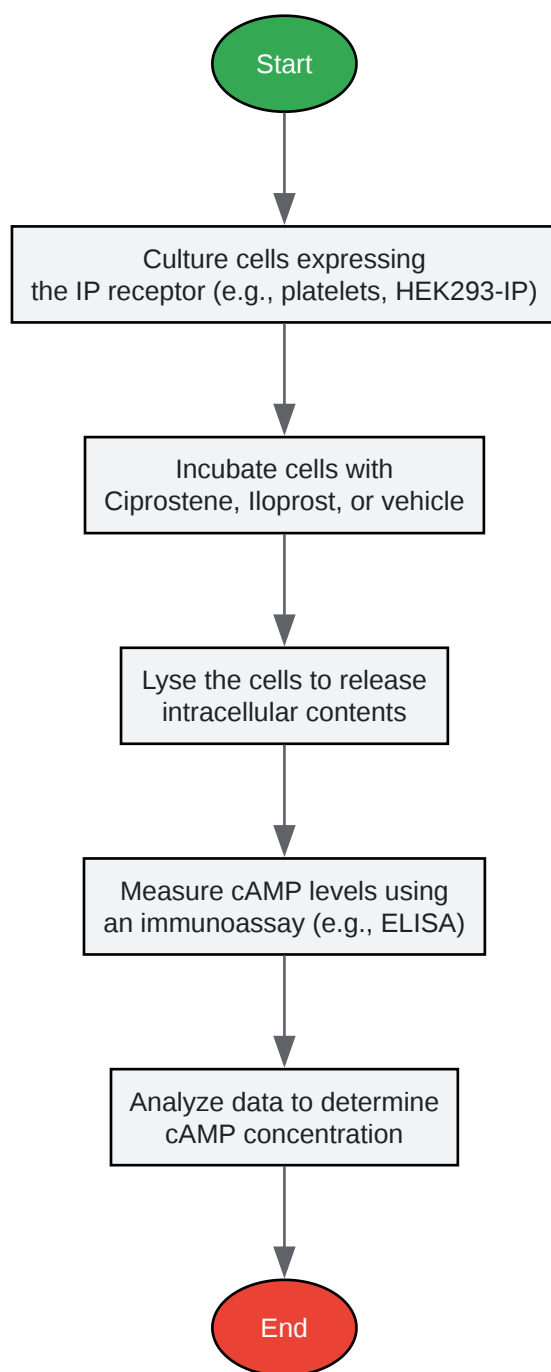 Start
Culture cells expressing
the IP receptor (e.g., platelets, HEK293-IP)
Incubate cells with
Ciprostene, Iloprost, or vehicle
Lyse the cells to release
intracellular contents
Measure cAMP levels using
an immunoassay (e.g., ELISA)
Analyze data to determine
cAMP concentration
End